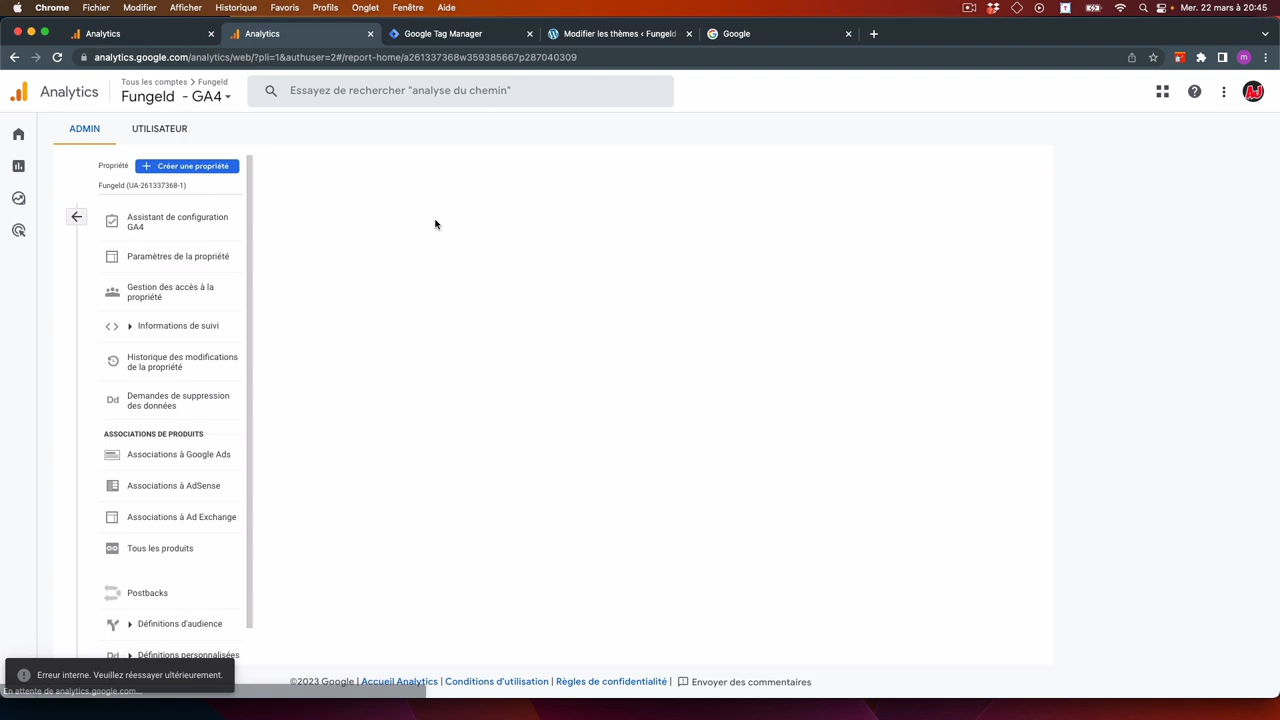 Chrome Fichier Modifier Afficher Historique Favoris Profils Onglet Fenêtre Aide
Mer. 22 mars à 20:45
Analytics
Analytics
Google Tag Manager
Modifier les thèmes ‹ Fungeld
Google
analytics.google.com/analytics/web/?pli=1&authuser=2#/report-home/a261337368w359385667p287040309
m
Analytics
Tous les comptes > Fungeld
Fungeld - GA4
Essayez de rechercher "analyse du chemin"
AJ
ADMIN
UTILISATEUR
Propriété
+ Créer une propriété
Fungeld (UA-261337368-1)
Assistant de configuration
GA4
Paramètres de la propriété
Gestion des accès à la
propriété
Informations de suivi
Historique des modifications
de la propriété
Dd Demandes de suppression
des données
ASSOCIATIONS DE PRODUITS
Associations à Google Ads
Associations à AdSense
Associations à Ad Exchange
Tous les produits
Postbacks
Définitions d'audience
Dd Définitions personnalisées
Erreur interne. Veuillez réessayer ultérieurement.
En attente de analytics.google.com...
©2023 Google | Accueil Analytics | Conditions d'utilisation | Règles de confidentialité | Envoyer des commentaires